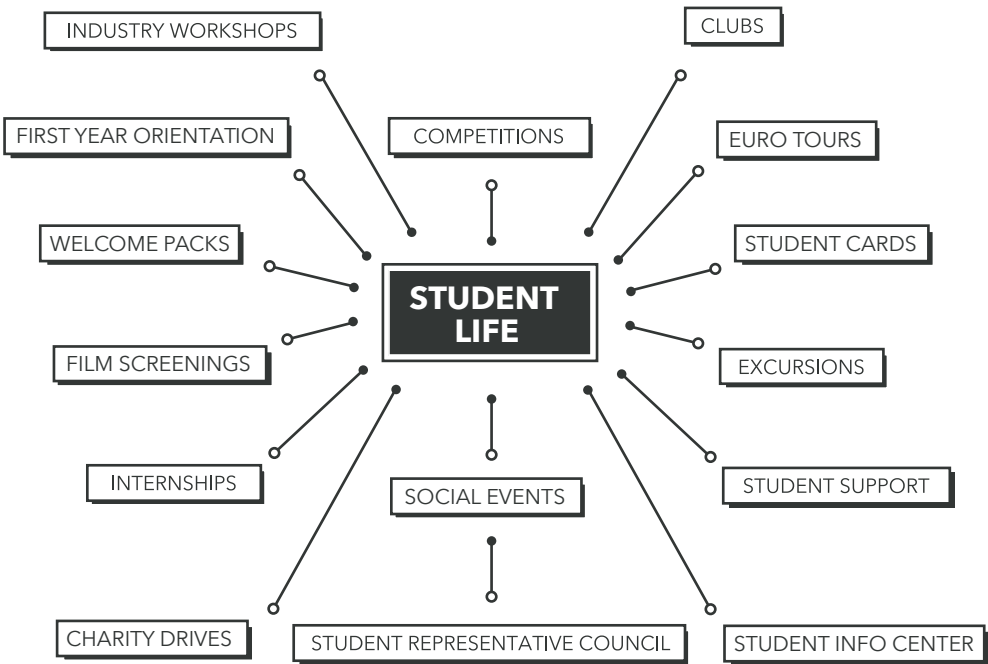 INDUSTRY WORKSHOPS
CLUBS
FIRST YEAR ORIENTATION
COMPETITIONS
EURO TOURS
WELCOME PACKS
STUDENT CARDS
STUDENT
LIFE
FILM SCREENINGS
EXCURSIONS
INTERNSHIPS
SOCIAL EVENTS
STUDENT SUPPORT
CHARITY DRIVES
STUDENT REPRESENTATIVE COUNCIL
STUDENT INFO CENTER